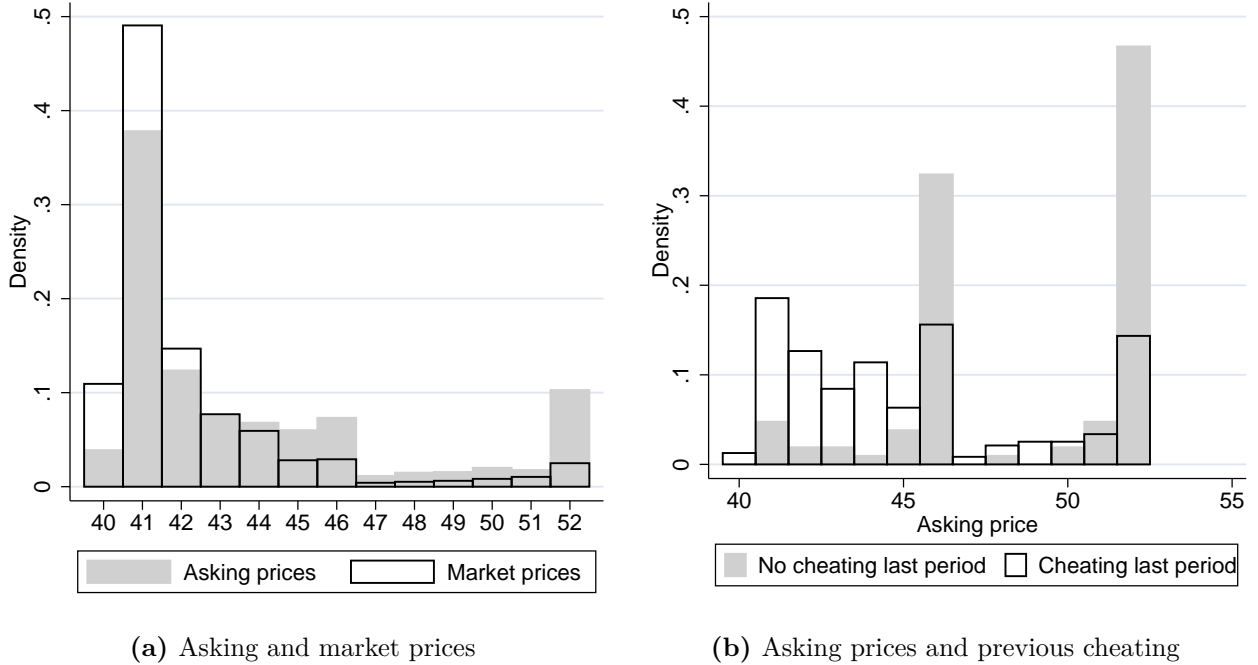 .5
.4
.3
.2
.1
0
Density
40 41 42 43 44 45 46 47 48 49 50 51 52
Asking prices Market prices
(a) Asking and market prices
.5
.4
.3
.2
.1
0
Density
40 45 50 55
Asking price
No cheating last period Cheating last period
(b) Asking prices and previous cheating